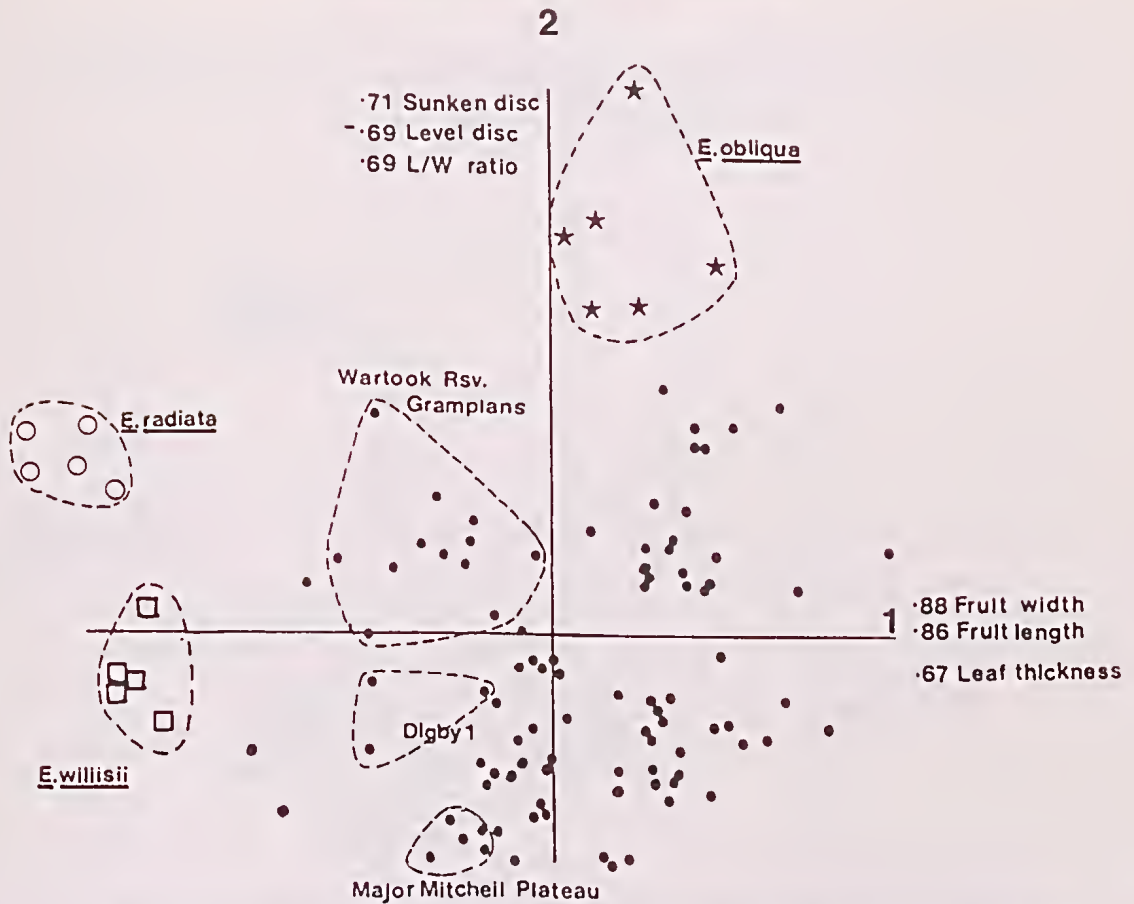 2
·71 Sunken disc
-·69 Level disc
·69 L/W ratio
E.obliqua
Wartook Rsv.
Grampians
E.radiata
1
·88 Fruit width
·86 Fruit length
·67 Leaf thickness
Digby 1
E.willisii
Major Mitchell Plateau